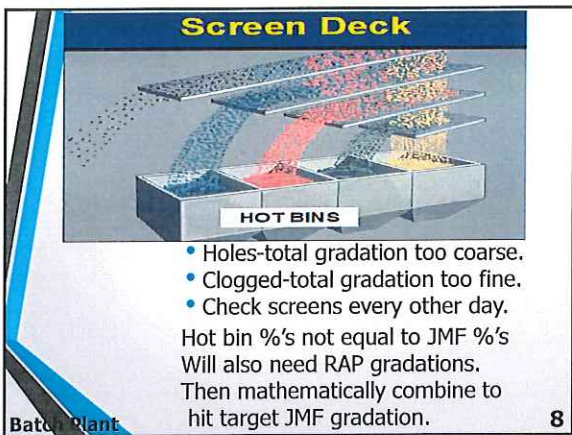 Screen Deck
HOT BINS
• Holes-total gradation too coarse.
• Clogged-total gradation too fine.
• Check screens every other day.
Hot bin %'s not equal to JMF %'s
Will also need RAP gradations.
Then mathematically combine to
hit target JMF gradation.
Batch Plant
8